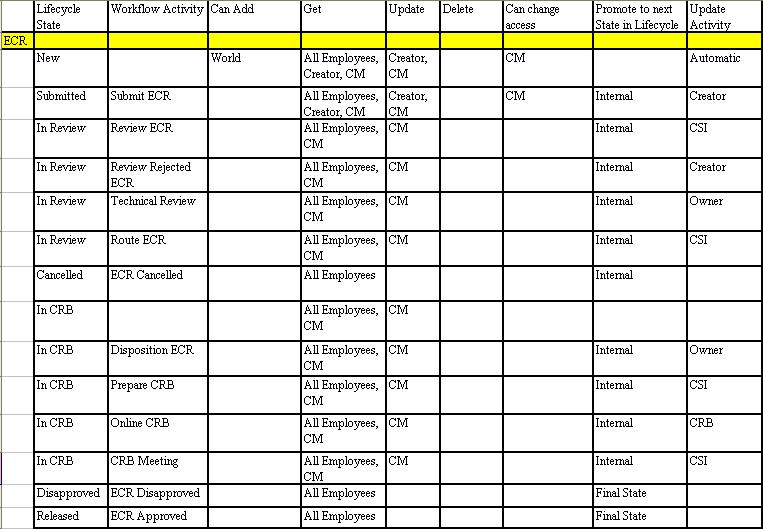 Lifecycle State Workflow Activity Can Add Get Update Delete Can change access Promote to next State in Lifecycle Update Activity
ECR
New World All Employees, Creator, CM Creator, CM CM Automatic
Submitted Submit ECR All Employees, Creator, CM Creator, CM CM Internal Creator
In Review Review ECR All Employees, CM CM Internal CSI
In Review Review Rejected ECR All Employees, CM CM Internal Creator
In Review Technical Review All Employees, CM CM Internal Owner
In Review Route ECR All Employees, CM CM Internal CSI
Cancelled ECR Cancelled All Employees Internal
In CRB All Employees, CM CM
In CRB Disposition ECR All Employees, CM CM Internal Owner
In CRB Prepare CRB All Employees, CM CM Internal CSI
In CRB Online CRB All Employees, CM CM Internal CRB
In CRB CRB Meeting All Employees, CM CM Internal CSI
Disapproved ECR Disapproved All Employees Final State
Released ECR Approved All Employees Final State